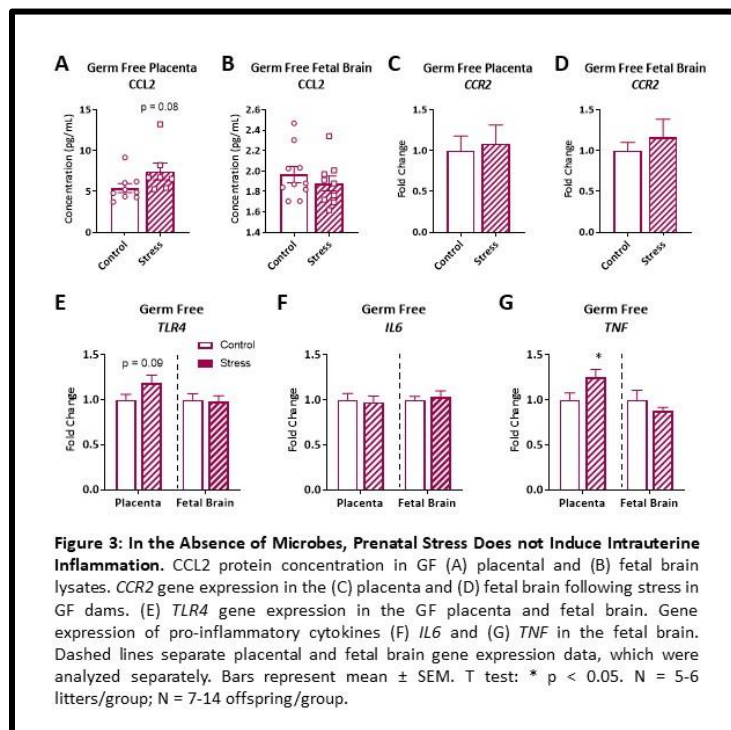 A
Germ Free Placenta
CCL2
p = 0.08
Concentration (pg/mL)
15
10
5
0
Control
Stress
B
Germ Free Fetal Brain
CCL2
Concentration (pg/mL)
2.6
2.4
2.2
2.0
1.8
1.6
1.4
Control
Stress
C
Germ Free Placenta
CCR2
Fold Change
1.5
1.0
0.5
0.0
Control
Stress
D
Germ Free Fetal Brain
CCR2
Fold Change
1.5
1.0
0.5
0.0
Control
Stress
E
Germ Free
TLR4
Control
Stress
p = 0.09
Fold Change
1.5
1.0
0.5
0.0
Placenta
Fetal Brain
F
Germ Free
IL6
Fold Change
1.5
1.0
0.5
0.0
Placenta
Fetal Brain
G
Germ Free
TNF
*
Fold Change
1.5
1.0
0.5
0.0
Placenta
Fetal Brain
Figure 3: In the Absence of Microbes, Prenatal Stress Does not Induce Intrauterine
Inflammation. CCL2 protein concentration in GF (A) placental and (B) fetal brain
lysates. CCR2 gene expression in the (C) placenta and (D) fetal brain following stress in
GF dams. (E) TLR4 gene expression in the GF placenta and fetal brain. Gene
expression of pro-inflammatory cytokines (F) IL6 and (G) TNF in the fetal brain.
Dashed lines separate placental and fetal brain gene expression data, which were
analyzed separately. Bars represent mean ± SEM. T test: * p < 0.05. N = 5-6
litters/group; N = 7-14 offspring/group.